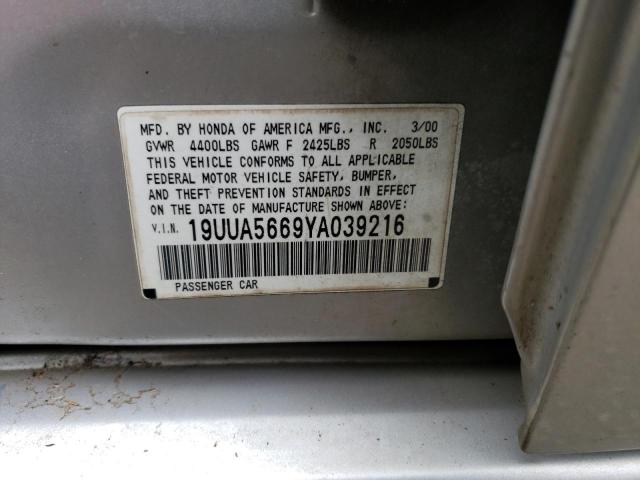 MFD. BY HONDA OF AMERICA MFG., INC. 3/00
GVWR 4400LBS GAWR F 2425LBS R 2050LBS
THIS VEHICLE CONFORMS TO ALL APPLICABLE
FEDERAL MOTOR VEHICLE SAFETY, BUMPER,
AND THEFT PREVENTION STANDARDS IN EFFECT
ON THE DATE OF MANUFACTURE SHOWN ABOVE:
V.I.N. 19UUA5669YA039216
PASSENGER CAR